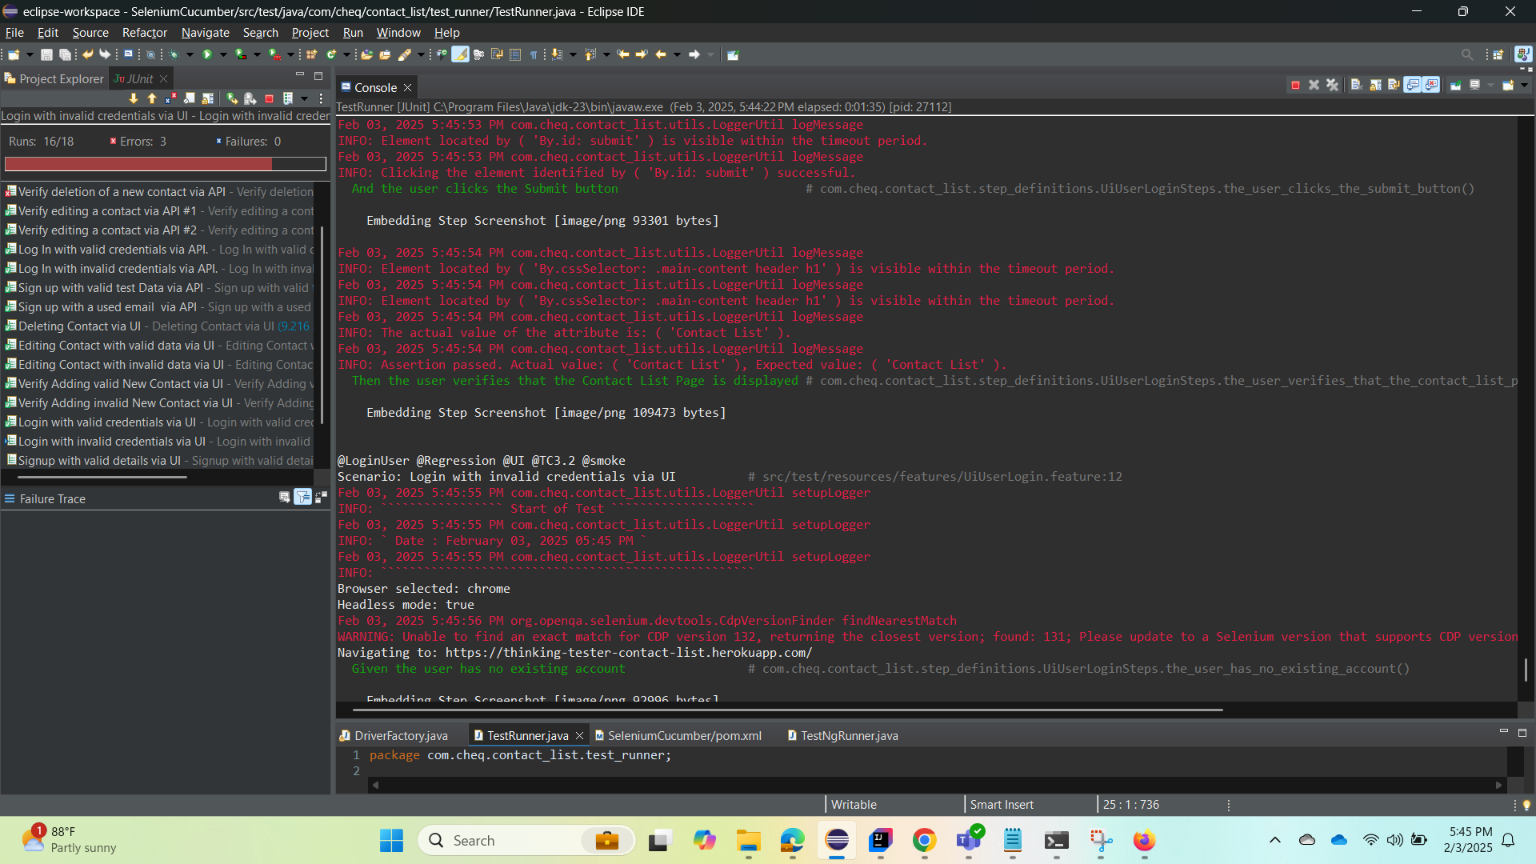 eclipse-workspace - SeleniumCucumber/src/test/java/com/cheq/contact_list/test_runner/TestRunner.java - Eclipse IDE
File Edit Source Refactor Navigate Search Project Run Window Help
Project Explorer JUnit
Login with invalid credentials via UI - Login with invalid creder
Runs: 16/18 Errors: 3 Failures: 0
Verify deletion of a new contact via API - Verify deletion
Verify editing a contact via API #1 - Verify editing a cont
Verify editing a contact via API #2 - Verify editing a cont
Log In with valid credentials via API. - Log In with valid c
Log In with invalid credentials via API. - Log In with inva
Sign up with valid test Data via API - Sign up with valid
Sign up with a used email via API - Sign up with a used
Deleting Contact via UI - Deleting Contact via UI (9.216
Editing Contact with valid data via UI - Editing Contact
Editing Contact with invalid data via UI - Editing Contac
Verify Adding valid New Contact via UI - Verify Adding v
Verify Adding invalid New Contact via UI - Verify Adding
Login with valid credentials via UI - Login with valid cre
Login with invalid credentials via UI - Login with invalid
Signup with valid details via UI - Signup with valid detai
Failure Trace
Console
TestRunner [JUnit] C:\Program Files\Java\jdk-23\bin\javaw.exe (Feb 3, 2025, 5:44:22 PM elapsed: 0:01:35) [pid: 27112]
Feb 03, 2025 5:45:53 PM com.cheq.contact_list.utils.LoggerUtil logMessage
INFO: Element located by ( 'By.id: submit' ) is visible within the timeout period.
Feb 03, 2025 5:45:53 PM com.cheq.contact_list.utils.LoggerUtil logMessage
INFO: Clicking the element identified by ( 'By.id: submit' ) successful.
And the user clicks the Submit button # com.cheq.contact_list.step_definitions.UiUserLoginSteps.the_user_clicks_the_submit_button()
Embedding Step Screenshot [image/png 93301 bytes]
Feb 03, 2025 5:45:54 PM com.cheq.contact_list.utils.LoggerUtil logMessage
INFO: Element located by ( 'By.cssSelector: .main-content header h1' ) is visible within the timeout period.
Feb 03, 2025 5:45:54 PM com.cheq.contact_list.utils.LoggerUtil logMessage
INFO: Element located by ( 'By.cssSelector: .main-content header h1' ) is visible within the timeout period.
Feb 03, 2025 5:45:54 PM com.cheq.contact_list.utils.LoggerUtil logMessage
INFO: The actual value of the attribute is: ( 'Contact List' ).
Feb 03, 2025 5:45:54 PM com.cheq.contact_list.utils.LoggerUtil logMessage
INFO: Assertion passed. Actual value: ( 'Contact List' ), Expected value: ( 'Contact List' ).
Then the user verifies that the Contact List Page is displayed # com.cheq.contact_list.step_definitions.UiUserLoginSteps.the_user_verifies_that_the_contact_list_p
Embedding Step Screenshot [image/png 109473 bytes]
@LoginUser @Regression @UI @TC3.2 @smoke
Scenario: Login with invalid credentials via UI # src/test/resources/features/UiUserLogin.feature:12
Feb 03, 2025 5:45:55 PM com.cheq.contact_list.utils.LoggerUtil setupLogger
INFO: ````````````````` Start of Test ````````````````````
Feb 03, 2025 5:45:55 PM com.cheq.contact_list.utils.LoggerUtil setupLogger
INFO: ` Date : February 03, 2025 05:45 PM `
Feb 03, 2025 5:45:55 PM com.cheq.contact_list.utils.LoggerUtil setupLogger
INFO: ````````````````````````````````````````````````````
Browser selected: chrome
Headless mode: true
Feb 03, 2025 5:45:56 PM org.openqa.selenium.devtools.CdpVersionFinder findNearestMatch
WARNING: Unable to find an exact match for CDP version 132, returning the closest version; found: 131; Please update to a Selenium version that supports CDP version
Navigating to: https://thinking-tester-contact-list.herokuapp.com/
Given the user has no existing account # com.cheq.contact_list.step_definitions.UiUserLoginSteps.the_user_has_no_existing_account()
Embedding Step Screenshot [image/png 92996 bytes]
DriverFactory.java TestRunner.java SeleniumCucumber/pom.xml TestNgRunner.java
1 package com.cheq.contact_list.test_runner;
2
Writable Smart Insert 25 : 1 : 736
1 88°F
Partly sunny
Search
5:45 PM
2/3/2025